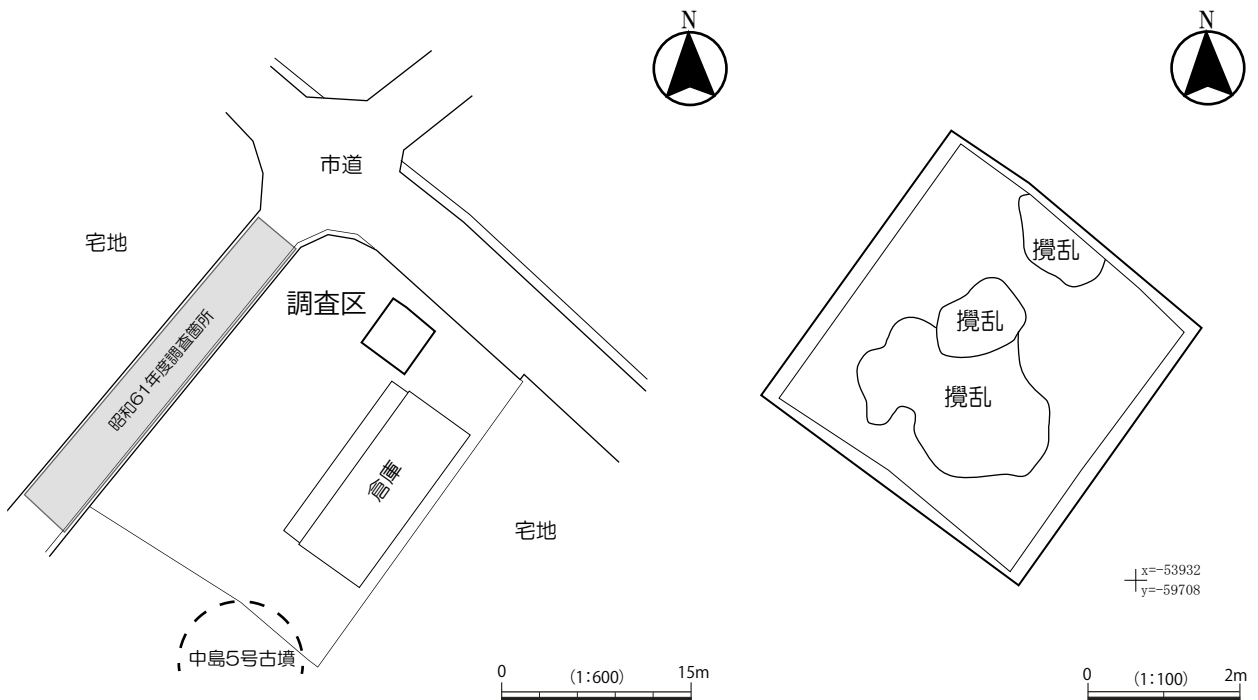 N
市道
宅地
調査区
昭和61年度調査箇所
倉庫
宅地
中島5号古墳
0 (1:600) 15m
N
攪乱
攪乱
攪乱
x=-53932
y=-59708
0 (1:100) 2m